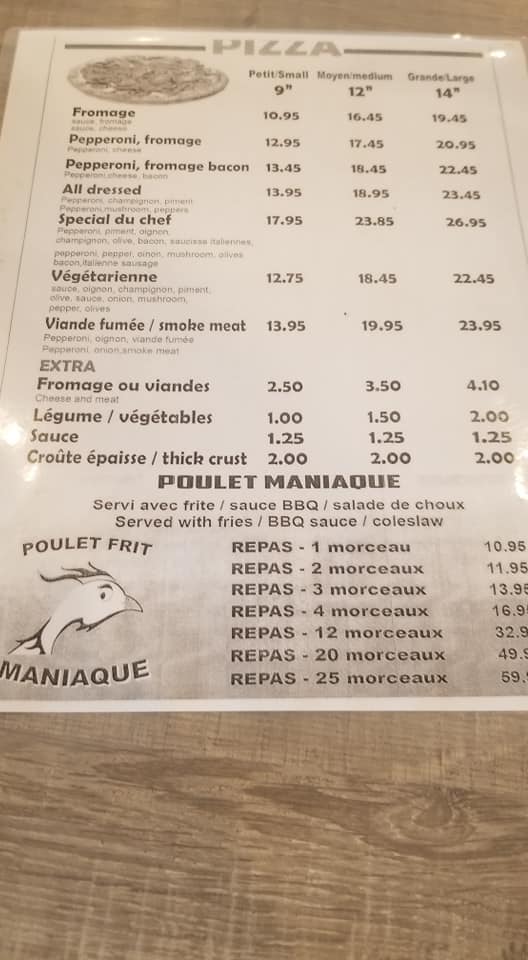 PIZZA
Petit/Small Moyen/medium Grande/Large
9" 12" 14"
Fromage 10.95 16.45 19.45
sauce, fromage
sauce, cheese
Pepperoni, fromage 12.95 17.45 20.95
Pepperoni, cheese
Pepperoni, fromage bacon 13.45 18.45 22.45
Pepperoni,cheese, bacon
All dressed 13.95 18.95 23.45
Pepperoni, champignon, piment
Pepperoni,mushroom, peppers
Special du chef 17.95 23.85 26.95
Pepperoni, piment, oignon,
champignon, olive, bacon, saucisse italiennes,
pepperoni, pepper, oinon, mushroom, olives
bacon,italienne sausage
Végétarienne 12.75 18.45 22.45
sauce, oignon, champignon, piment,
olive, sauce, onion, mushroom,
pepper, olives
Viande fumée / smoke meat 13.95 19.95 23.95
Pepperoni, oignon, viande fumée
Pepperoni, onion,smoke meat
EXTRA
Fromage ou viandes 2.50 3.50 4.10
Cheese and meat
Légume / végétables 1.00 1.50 2.00
Sauce 1.25 1.25 1.25
Croûte épaisse / thick crust 2.00 2.00 2.00
POULET MANIAQUE
Servi avec frite / sauce BBQ / salade de choux
Served with fries / BBQ sauce / coleslaw
POULET FRIT
MANIAQUE
REPAS - 1 morceau 10.95
REPAS - 2 morceaux 11.95
REPAS - 3 morceaux 13.95
REPAS - 4 morceaux 16.9
REPAS - 12 morceaux 32.9
REPAS - 20 morceaux 49.9
REPAS - 25 morceaux 59.